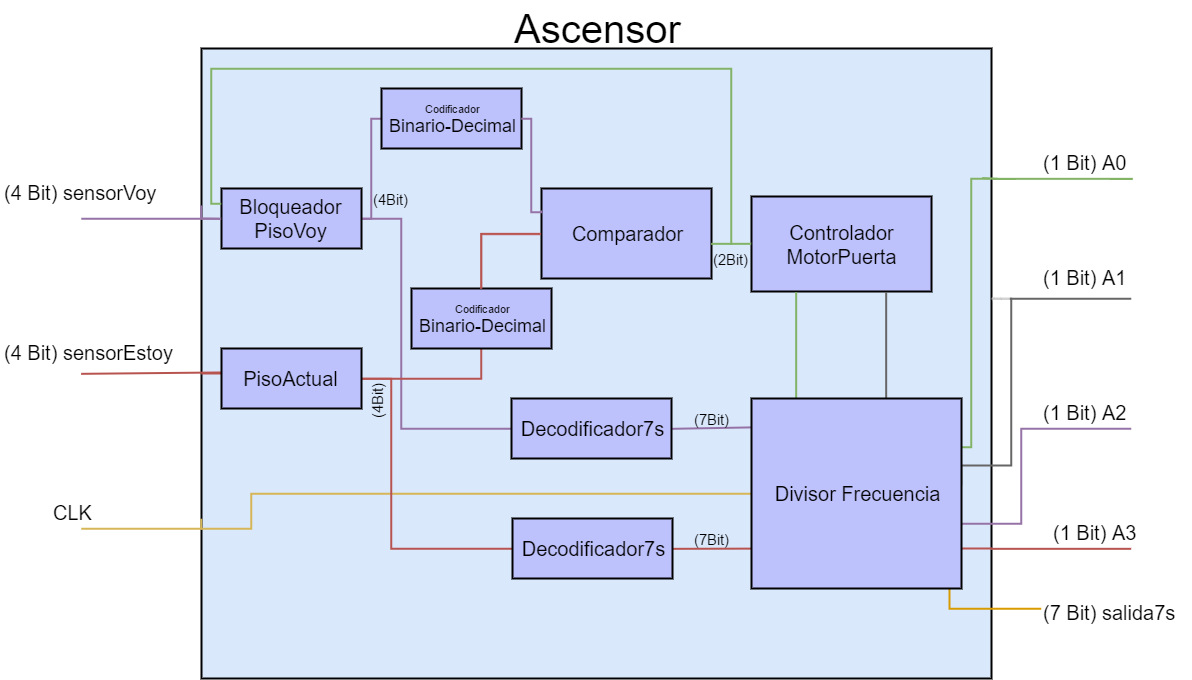 Ascensor
Codificador
Binario-Decimal
(4 Bit) sensorVoy
(4Bit)
Bloqueador
PisoVoy
Comparador
(2Bit)
Controlador
MotorPuerta
(1 Bit) A0
(1 Bit) A1
Codificador
Binario-Decimal
(4 Bit) sensorEstoy
PisoActual
(4Bit)
Decodificador7s
(7Bit)
(1 Bit) A2
Divisor Frecuencia
CLK
Decodificador7s
(7Bit)
(1 Bit) A3
(7 Bit) salida7s